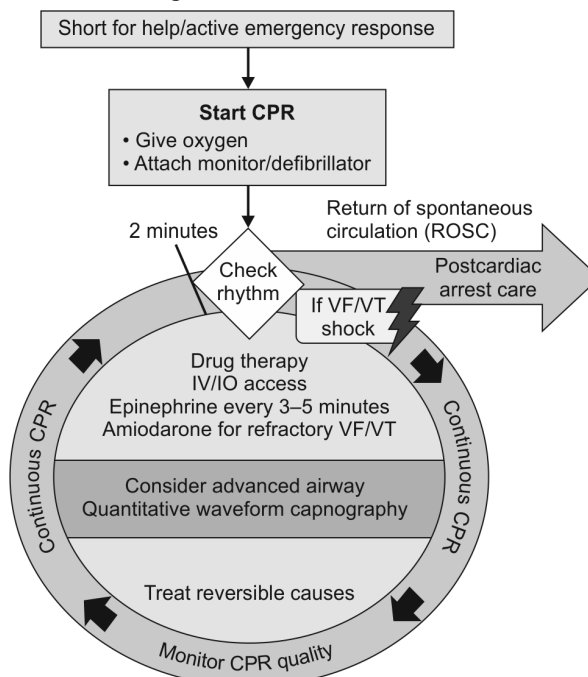 Short for help/active emergency response
Start CPR
• Give oxygen
• Attach monitor/defibrillator
2 minutes
Return of spontaneous
circulation (ROSC)
Check
rhythm
Postcardiac
arrest care
If VF/VT
shock
Drug therapy
IV/IO access
Epinephrine every 3–5 minutes
Amiodarone for refractory VF/VT
Continuous CPR
Continuous CPR
Consider advanced airway
Quantitative waveform capnography
Treat reversible causes
Monitor CPR quality